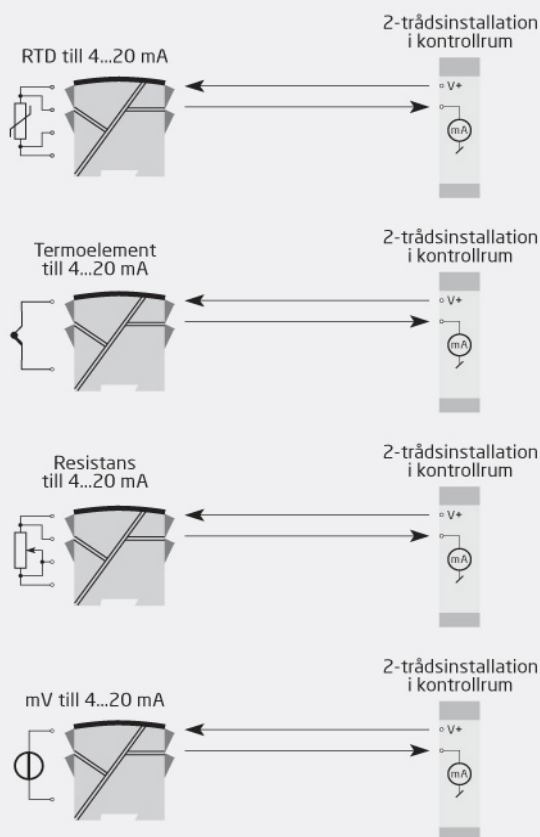 2-trådsinstallation
i kontrollrum
RTD till 4...20 mA
V+
mA
2-trådsinstallation
i kontrollrum
Termoelement
till 4...20 mA
V+
mA
2-trådsinstallation
i kontrollrum
Resistans
till 4...20 mA
V+
mA
2-trådsinstallation
i kontrollrum
mV till 4...20 mA
V+
mA